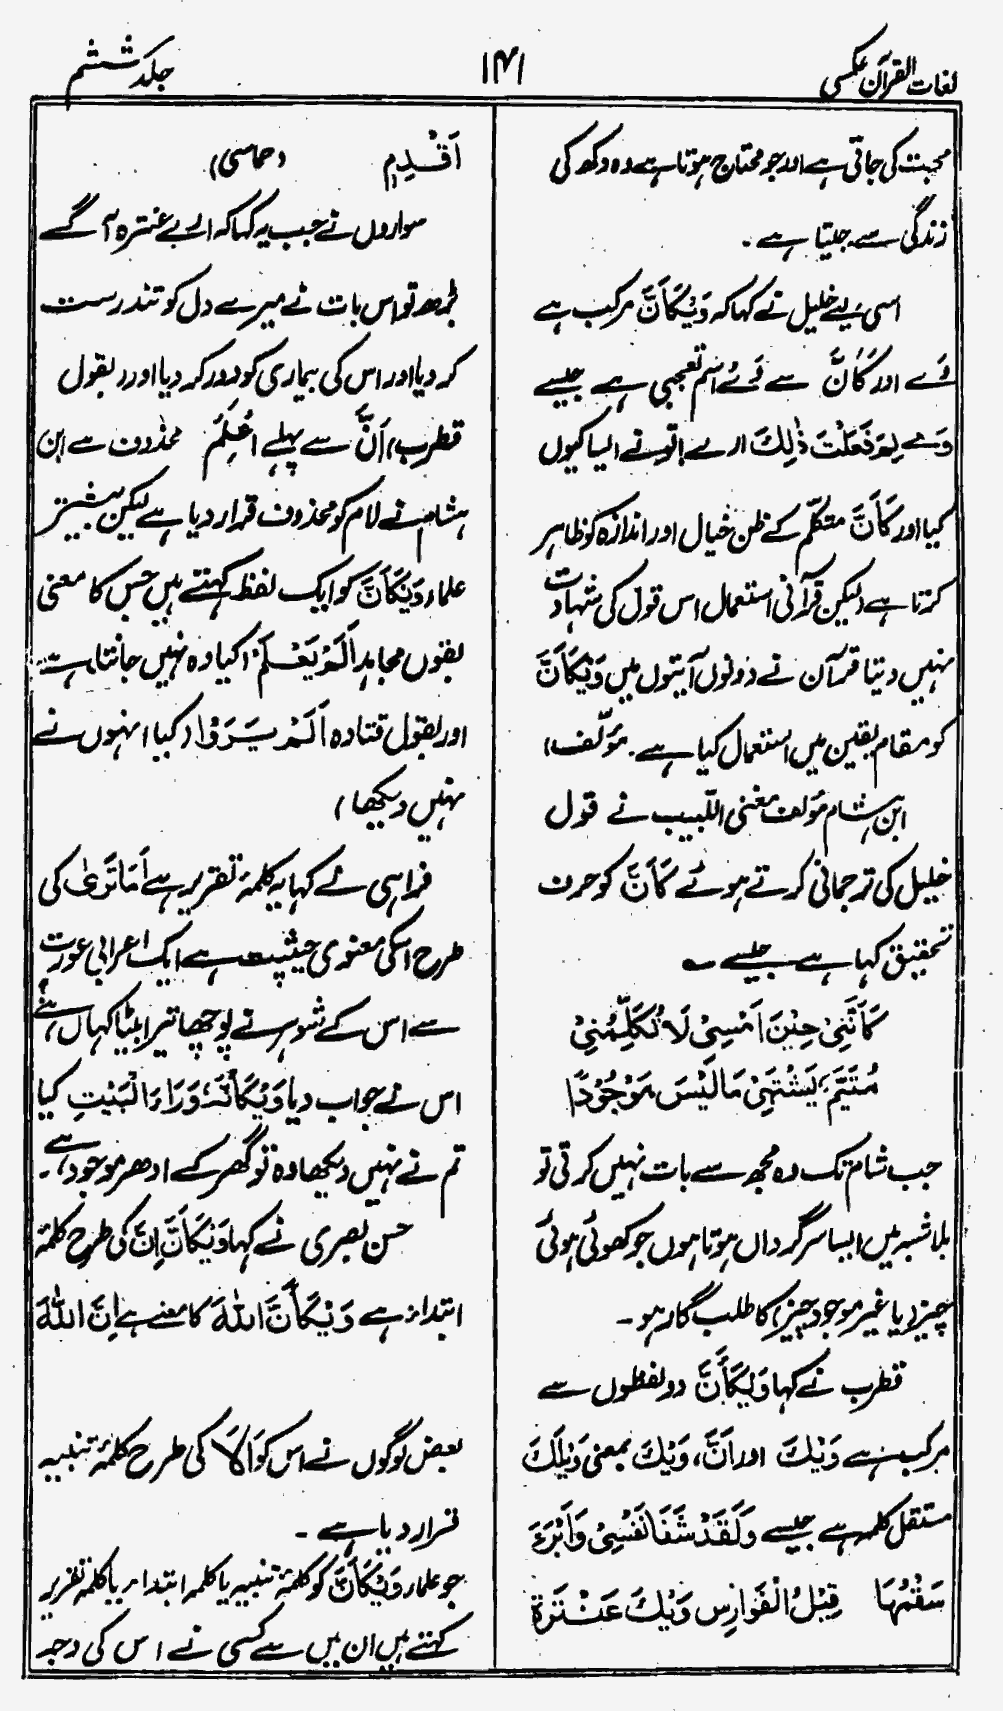 لغات القرآن عکسی
۱۴۱
جلد ششم
محبت کی جاتی ہے اور جو محتاج ہوتا ہے وہ دکھ کی
زندگی سے جیتا ہے۔
اسی لیے خلیل نے کہا کہ وَیْکَاَنَّ مرکب ہے
وَیْ اور کَاَنَّ سے وَیْ اسم تعجبی ہے جیسے
وَیْ لِمَ فَعَلْتَ ذٰلِکَ ارے تو نے ایسا کیوں
کیا اور کَاَنَّ متکلّم کے ظن خیال اور اندازہ کو ظاہر
کرتا ہے لیکن قرآنی استعمال اس قول کی شہادت
نہیں دیتا قرآن نے دونوں آیتوں میں وَیْکَاَنَّ
کو مقام یقین میں استعمال کیا ہے۔ مؤلّف)
ابن ہشام مؤلف مغنی اللّبیب نے قول
خلیل کی ترجمانی کرتے ہوئے کَاَنَّ کو حرف
تحقیق کہا ہے جیسے ؎
کَاَنَّنِیْ حِیْنَ اَمْسِیْ لَا تُکَلِّمُنِیْ
مُتَیَّمٌ یَشْتَھِیْ مَا لَیْسَ مَوْجُوْدًا
جب شام تک وہ مجھ سے بات نہیں کرتی تو
بلا شبہ میں ایسا سرگرداں ہوتا ہوں جو کھوئی ہوئی
چیز (یا غیر موجود چیز) کا طلب گار ہو۔
قطرب نے کہا وَیْکَاَنَّ دو لفظوں سے
مرکب ہے وَیْکَ اور اَنَّ، وَیْکَ بمعنی وَیْلَکَ
مستقل کلمہ ہے جیسے وَلَقَدْ شَفَا نَفْسِیْ وَاَبْرَءَ
سَقْمَھَا قِیْلُ الْفَوَارِسِ وَیْکَ عَنْتَرَۃَ
اَقْدِمِ (حماسی)
سواروں نے جب یہ کہا کہ ارے عنترہ آگے
بڑھ تو اس بات نے میرے دل کو تندرست
کر دیا اور اس کی بیماری کو دور کر دیا اور (بقول
قطرب) اَنَّ سے پہلے اَعْلَمُ محذوف ہے ابن
ہشام نے لام کو محذوف قرار دیا ہے لیکن بیشتر
علماء وَیْکَاَنَّ کو ایک لفظ کہتے ہیں جس کا معنی
بقول مجاہد اَلَمْ یَعْلَمْ (کیا وہ نہیں جانتا) ہے
اور بقول قتادہ اَلَمْ یَرَوْا (کیا انہوں نے
نہیں دیکھا)
فراہی نے کہا یہ کلمۂ تقریر ہے اَمَا تَرٰی کی
طرح اسکی معنوی حیثیت ہے ایک اعرابی عورت
سے اس کے شوہر نے پوچھا تیرا بیٹا کہاں ہے
اس نے جواب دیا وَیْکَاَنَّہٗ وَرَاءَ الْبَیْتِ کیا
تم نے نہیں دیکھا وہ تو گھر کے ادھر موجود ہے۔
حسن بصری نے کہا وَیْکَاَنَّ اِنَّ کی طرح کلمۂ
ابتداء ہے وَیْکَاَنَّ اللّٰہَ کا معنے ہے اِنَّ اللّٰہَ
بعض لوگوں نے اس کو اَلَا کی طرح کلمۂ تنبیہ
قرار دیا ہے۔
جو علماء وَیْکَاَنَّ کو کلمۂ تنبیہ یا کلمہ ابتداء یا کلمہ تقریر
کہتے ہیں ان میں سے کسی نے اس کی وجہ